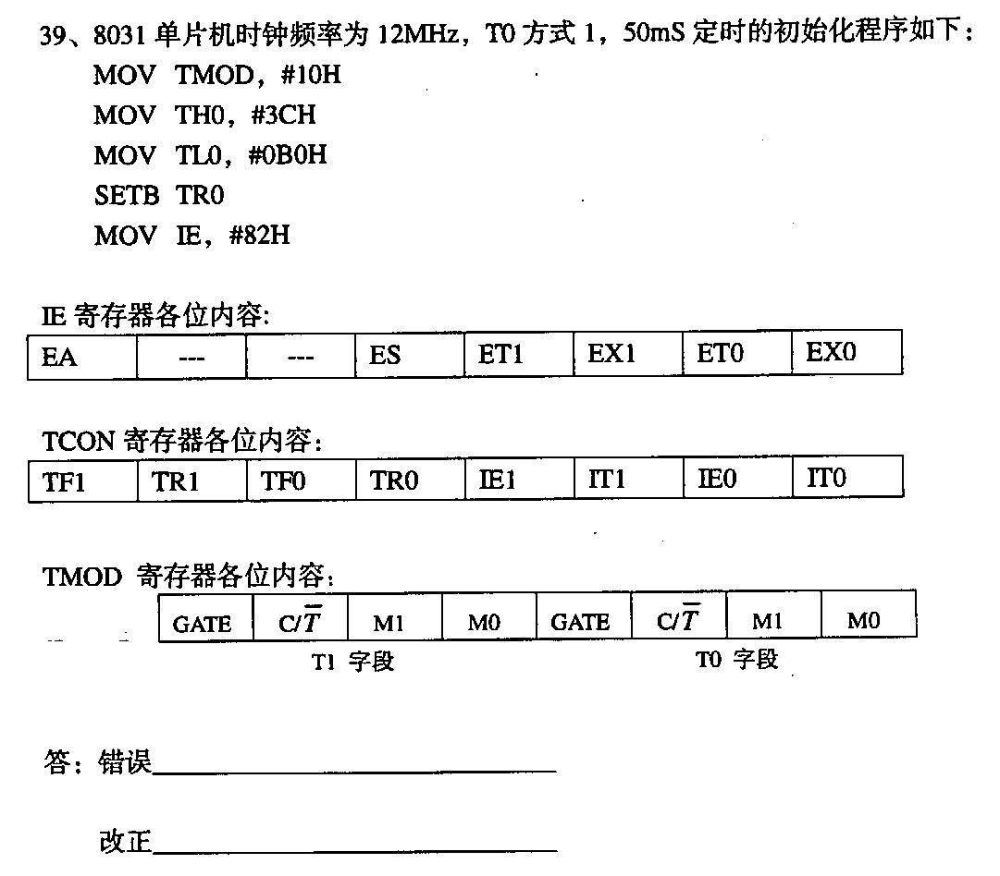 39、8031 单片机时钟频率为 12MHz，T0 方式 1，50mS 定时的初始化程序如下：
MOV TMOD，#10H
MOV TH0，#3CH
MOV TL0，#0B0H
SETB TR0
MOV IE，#82H
IE 寄存器各位内容:
EA --- --- ES ET1 EX1 ET0 EX0
TCON 寄存器各位内容：
TF1 TR1 TF0 TR0 IE1 IT1 IE0 IT0
TMOD 寄存器各位内容：
GATE C/T̅ M1 M0 GATE C/T̅ M1 M0
T1 字段 T0 字段
答：错误
改正